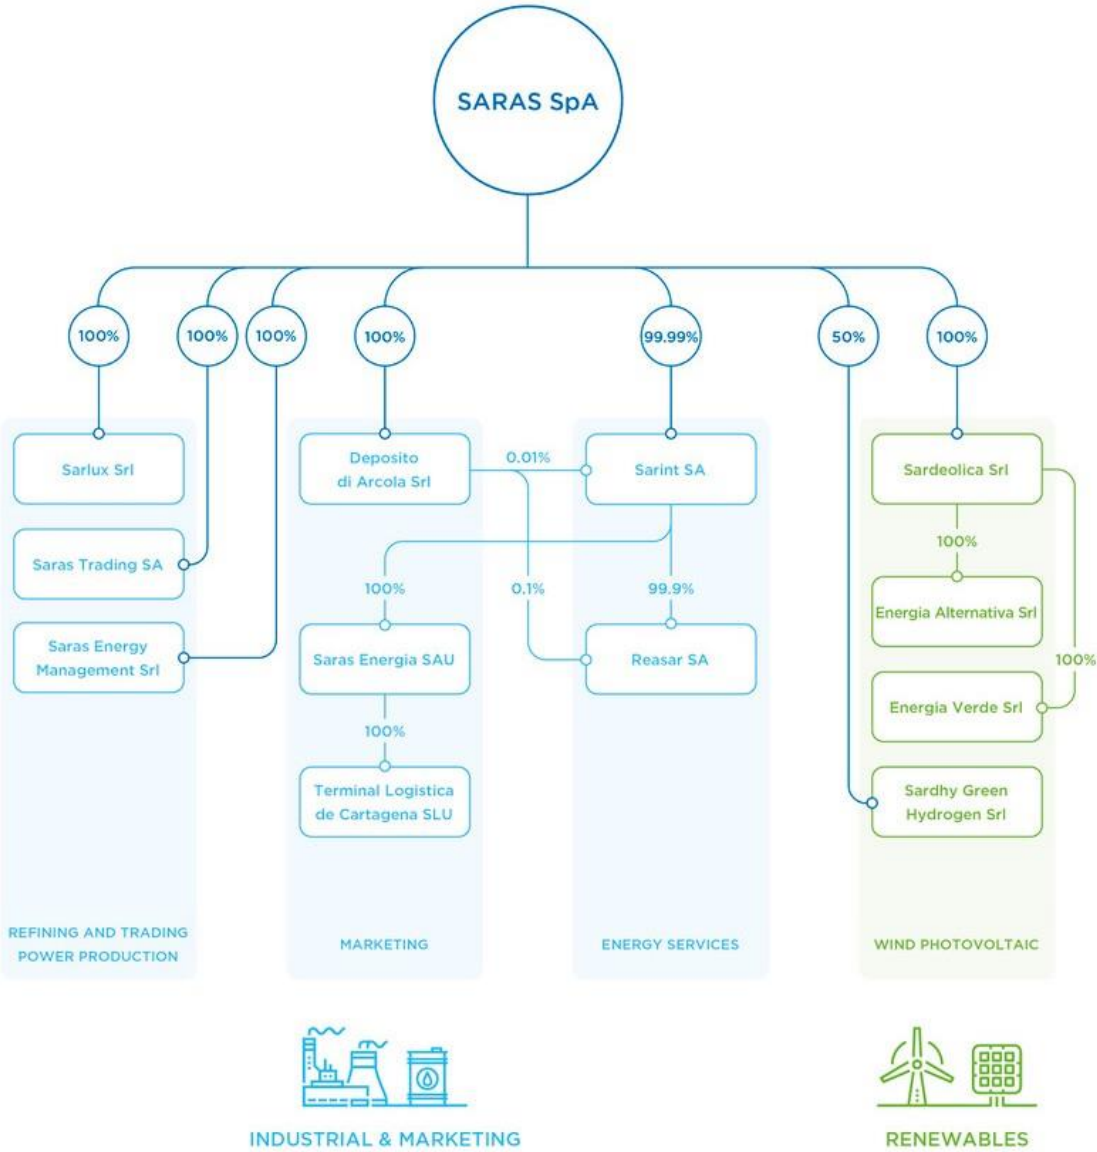 SARAS SpA
100%
100%
100%
100%
99.99%
50%
100%
Sarlux Srl
Saras Trading SA
Saras Energy
Management Srl
REFINING AND TRADING
POWER PRODUCTION
Deposito
di Arcola Srl
0.01%
0.1%
100%
Saras Energia SAU
100%
Terminal Logistica
de Cartagena SLU
MARKETING
Sarint SA
99.9%
Reasar SA
ENERGY SERVICES
Sardeolica Srl
100%
Energia Alternativa Srl
100%
Energia Verde Srl
Sardhy Green
Hydrogen Srl
WIND PHOTOVOLTAIC
INDUSTRIAL & MARKETING
RENEWABLES